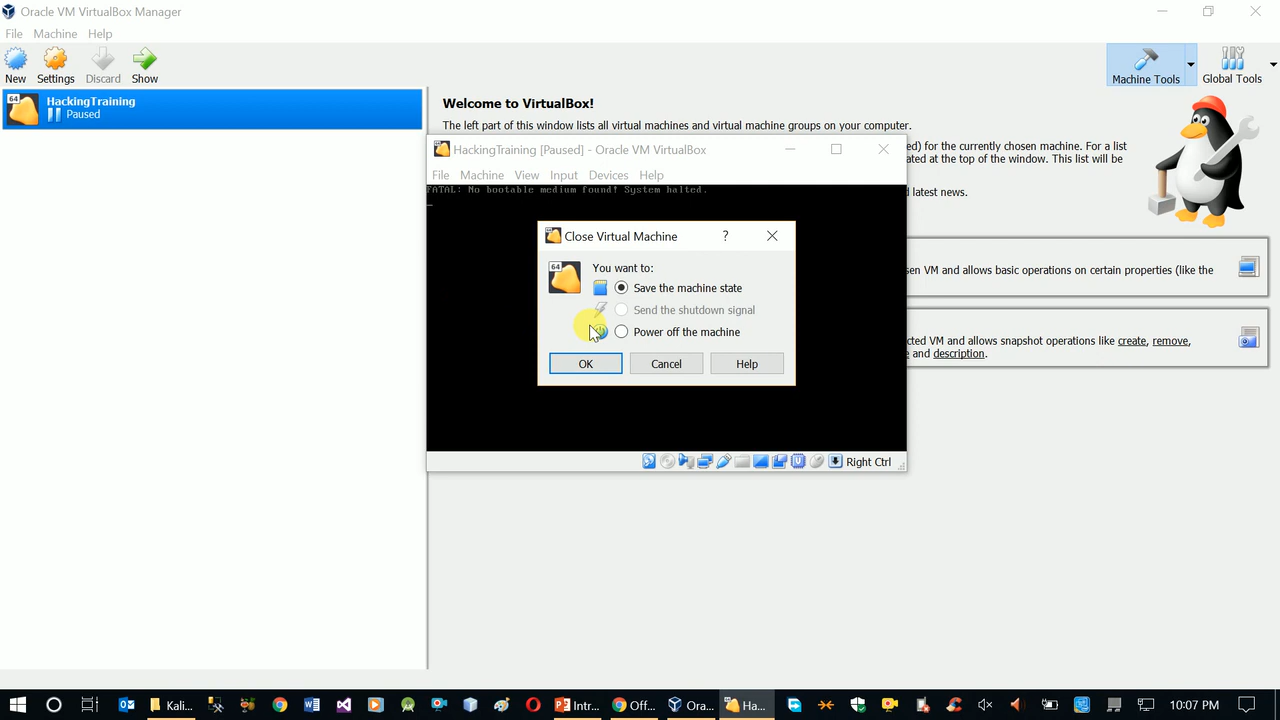 Oracle VM VirtualBox Manager
File Machine Help
New Settings Discard Show
Machine Tools Global Tools
64 HackingTraining
Paused
Welcome to VirtualBox!
The left part of this window lists all virtual machines and virtual machine groups on your computer.
ed) for the currently chosen machine. For a list
ated at the top of the window. This list will be
latest news.
HackingTraining [Paused] - Oracle VM VirtualBox
File Machine View Input Devices Help
FATAL: No bootable medium found! System halted.
Close Virtual Machine ?
64 You want to:
Save the machine state
Send the shutdown signal
Power off the machine
OK Cancel Help
sen VM and allows basic operations on certain properties (like the
cted VM and allows snapshot operations like create, remove,
e and description.
Right Ctrl
Kali... Intr... Off... Ora... Ha... 10:07 PM